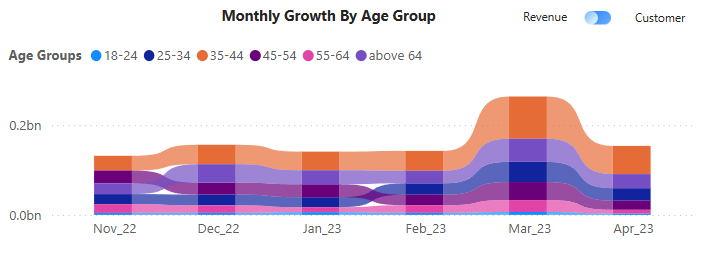 Monthly Growth By Age Group
Revenue Customer
Age Groups 18-24 25-34 35-44 45-54 55-64 above 64
0.2bn
0.0bn
Nov_22 Dec_22 Jan_23 Feb_23 Mar_23 Apr_23